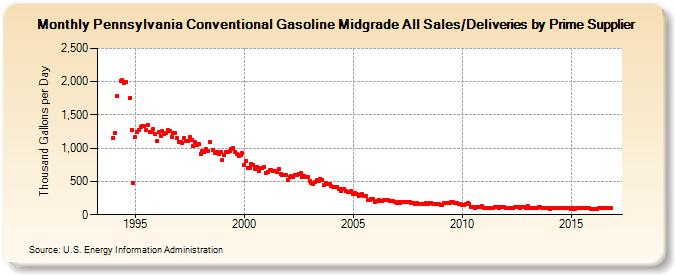 Monthly Pennsylvania Conventional Gasoline Midgrade All Sales/Deliveries by Prime Supplier
Thousand Gallons per Day
2,500
2,000
1,500
1,000
500
0
1995 2000 2005 2010 2015
Source: U.S. Energy Information Administration